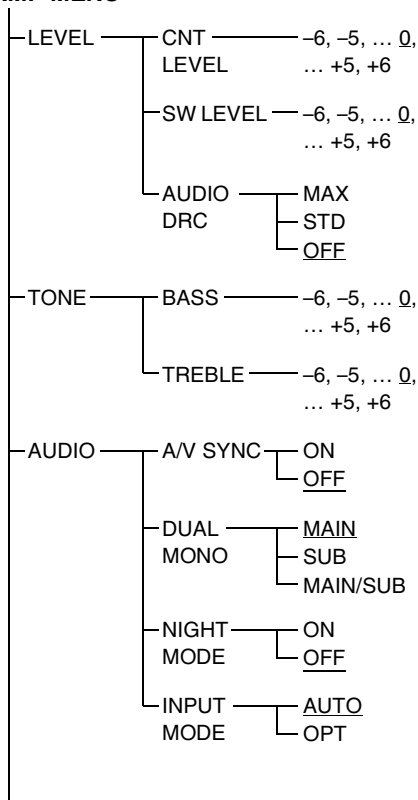 LEVEL CNT LEVEL –6, –5, … 0, … +5, +6
SW LEVEL –6, –5, … 0, … +5, +6
AUDIO DRC MAX
STD
OFF
TONE BASS –6, –5, … 0, … +5, +6
TREBLE –6, –5, … 0, … +5, +6
AUDIO A/V SYNC ON
OFF
DUAL MONO MAIN
SUB
MAIN/SUB
NIGHT MODE ON
OFF
INPUT MODE AUTO
OPT